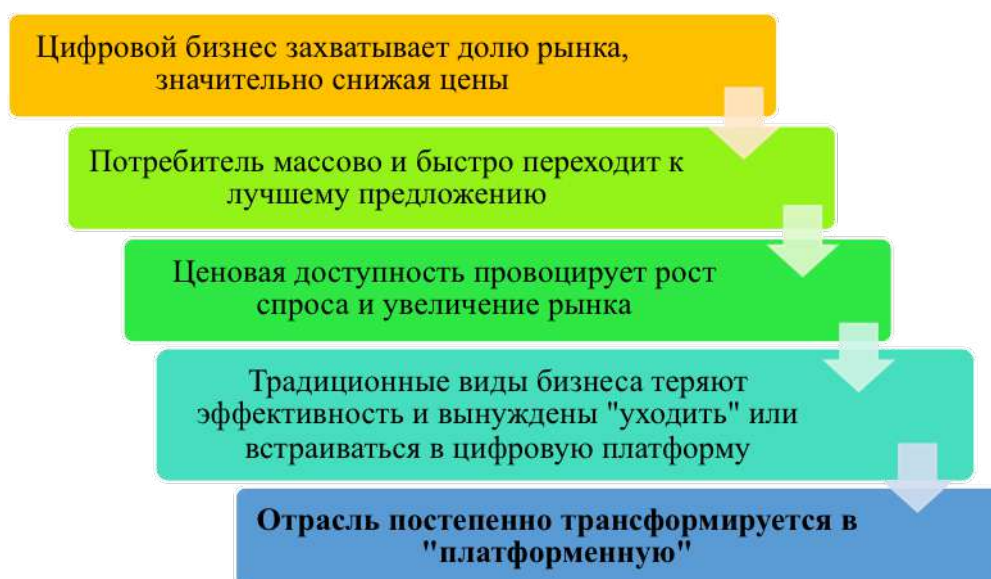 Цифровой бизнес захватывает долю рынка,
значительно снижая цены
Потребитель массово и быстро переходит к
лучшему предложению
Ценовая доступность провоцирует рост
спроса и увеличение рынка
Традиционные виды бизнеса теряют
эффективность и вынуждены "уходить" или
встраиваться в цифровую платформу
Отрасль постепенно трансформируется в
"платформенную"